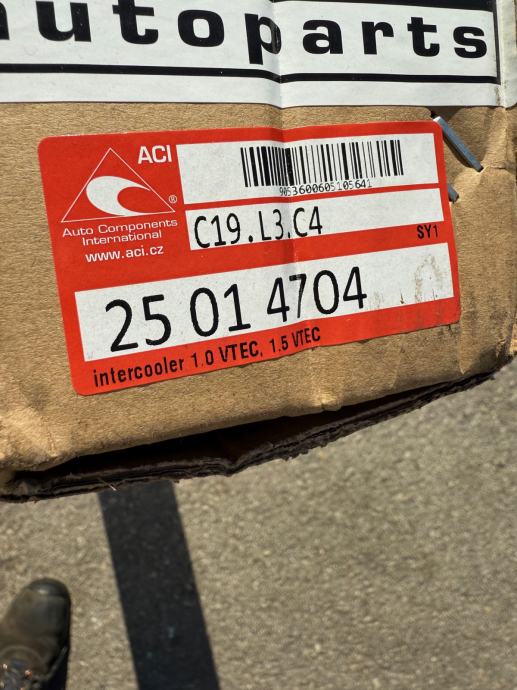 autoparts
ACI
®
Auto Components
International
www.aci.cz
9053600605105641
C19.L3.C4
SY1
25 01 4704
intercooler 1.0 VTEC, 1.5 VTEC